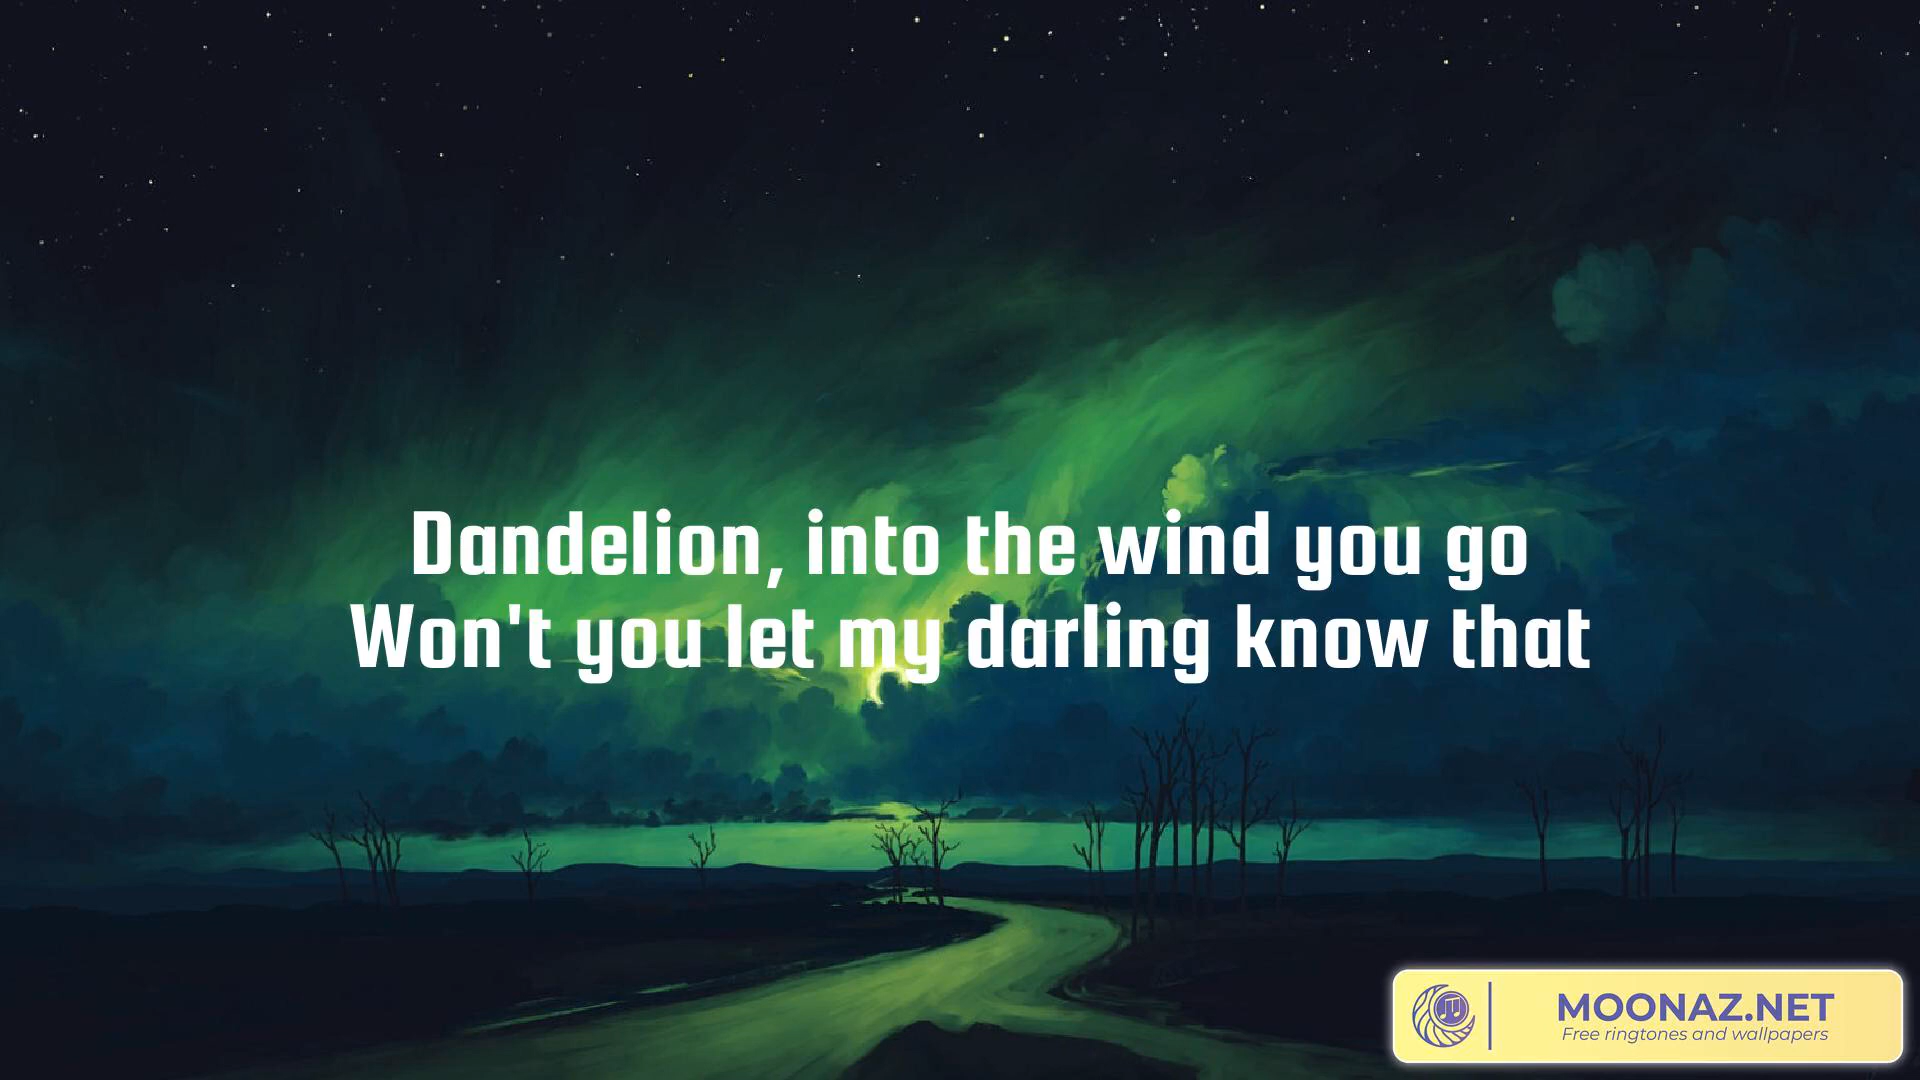 Dandelion, into the wind you go
Won't you let my darling know that
MOONAZ.NET
Free ringtones and wallpapers